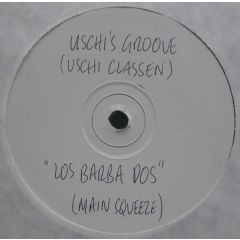 USCHI'S GROOVE
(USCHI CLASSEN)
"LOS BARBA DOS"
(MAIN SQUEEZE)